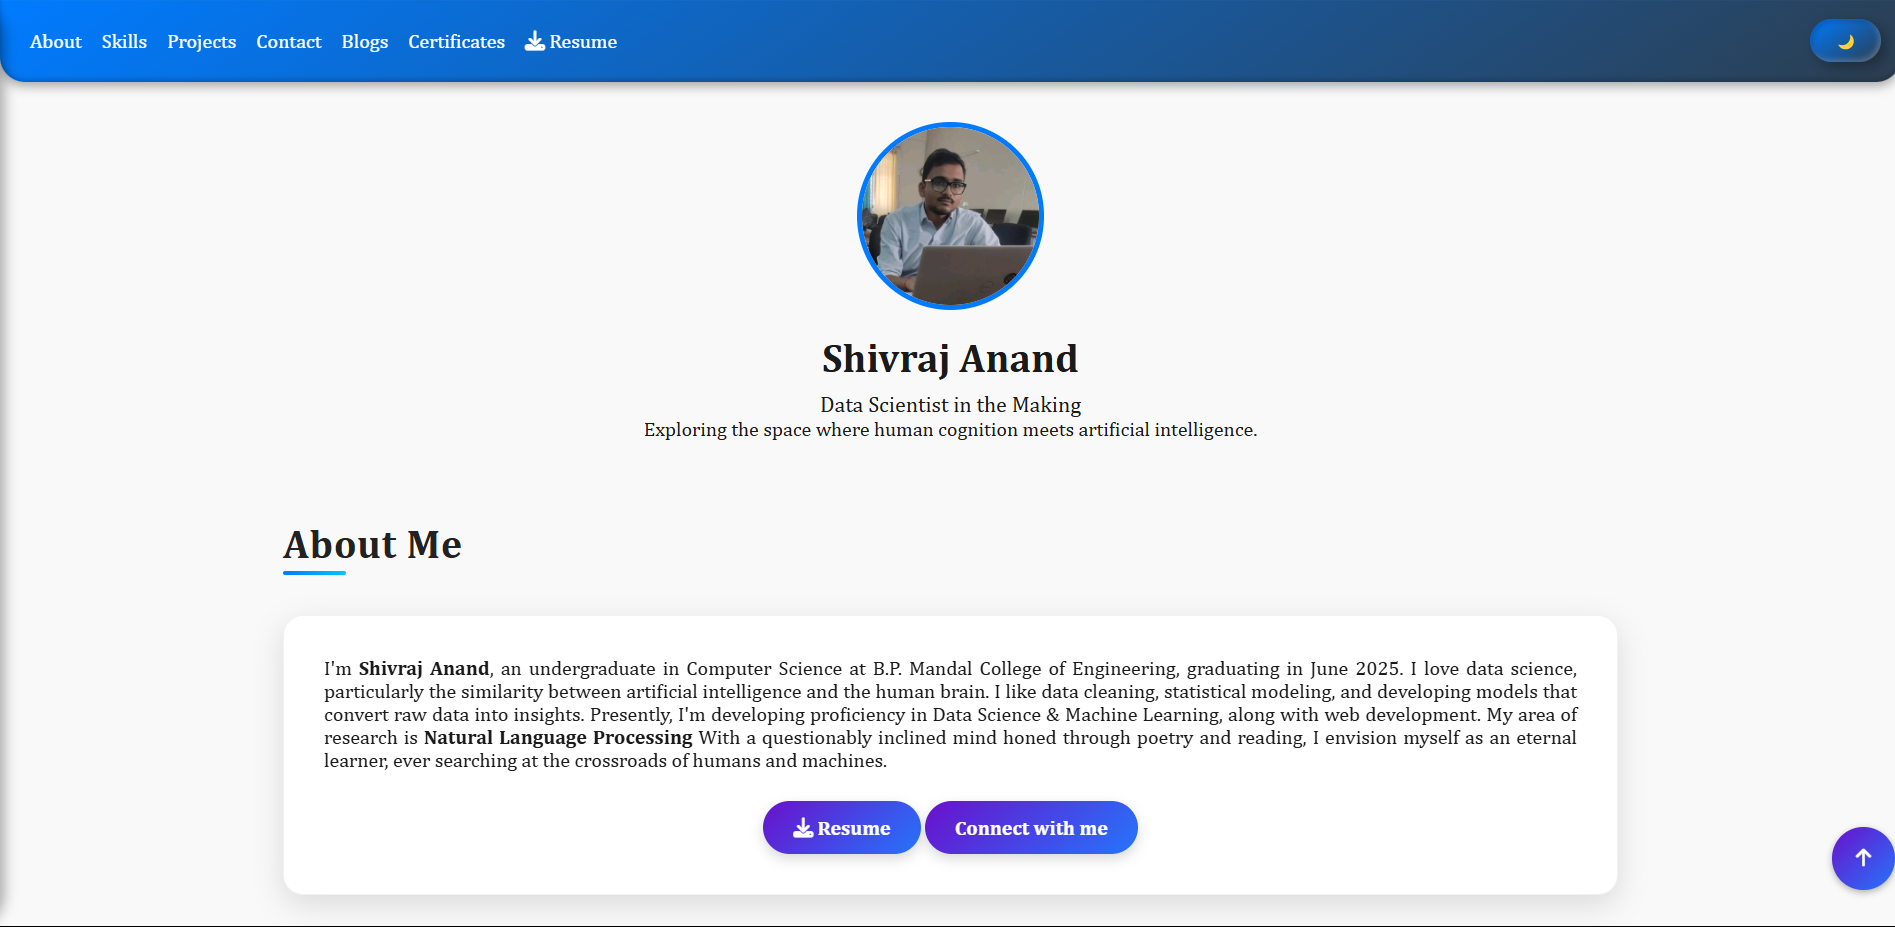 About Skills Projects Contact Blogs Certificates Resume
Shivraj Anand
Data Scientist in the Making
Exploring the space where human cognition meets artificial intelligence.
About Me
I'm Shivraj Anand, an undergraduate in Computer Science at B.P. Mandal College of Engineering, graduating in June 2025. I love data science,
particularly the similarity between artificial intelligence and the human brain. I like data cleaning, statistical modeling, and developing models that
convert raw data into insights. Presently, I'm developing proficiency in Data Science & Machine Learning, along with web development. My area of
research is Natural Language Processing With a questionably inclined mind honed through poetry and reading, I envision myself as an eternal
learner, ever searching at the crossroads of humans and machines.
Resume Connect with me